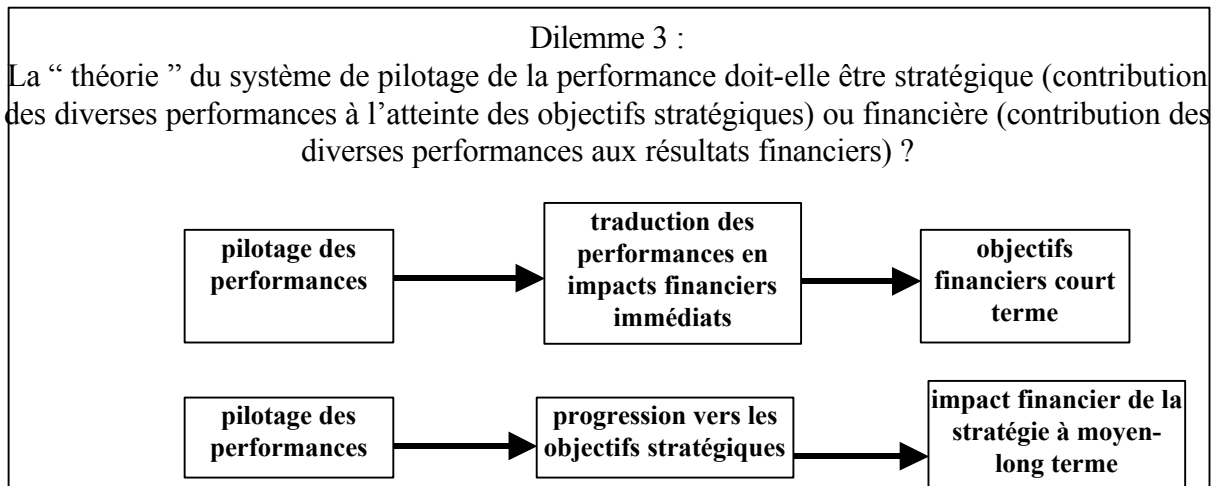 Dilemme 3 :
La “ théorie ” du système de pilotage de la performance doit-elle être stratégique (contribution
des diverses performances à l’atteinte des objectifs stratégiques) ou financière (contribution des
diverses performances aux résultats financiers) ?
pilotage des
performances
traduction des
performances en
impacts financiers
immédiats
objectifs
financiers court
terme
pilotage des
performances
progression vers les
objectifs stratégiques
impact financier de la
stratégie à moyen-
long terme